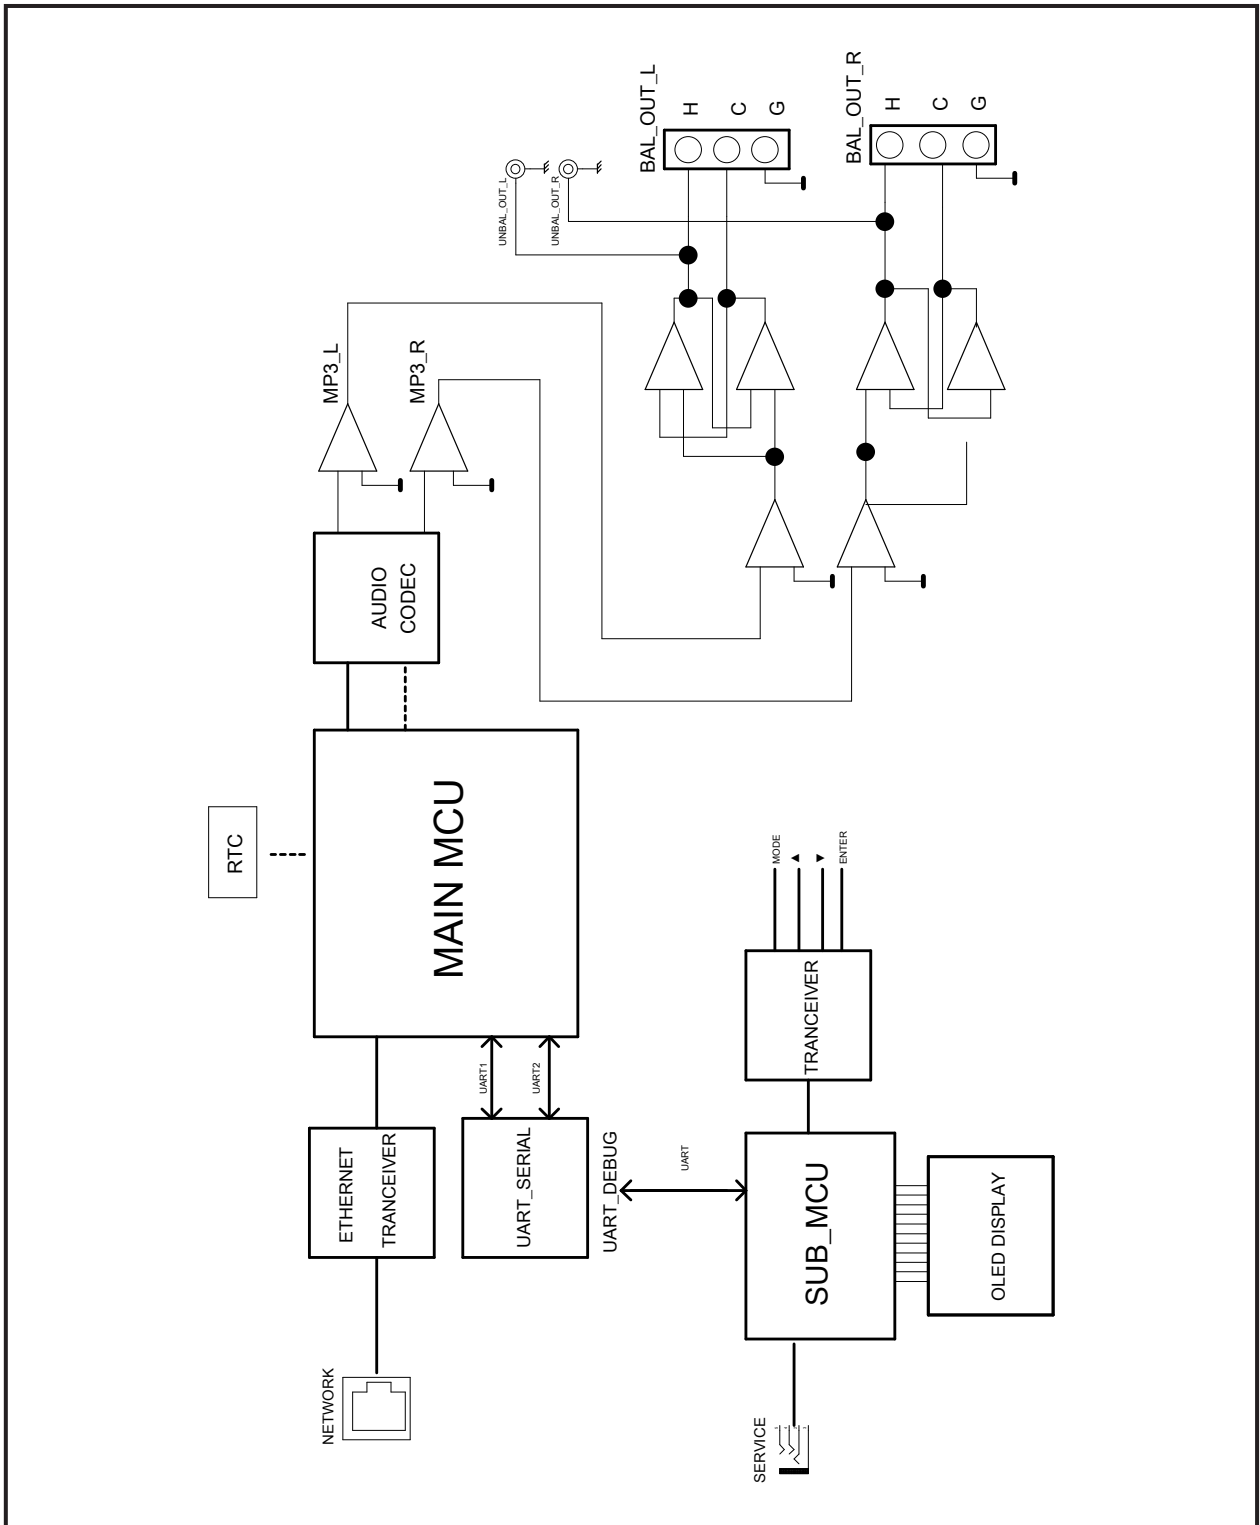 NETWORK
ETHERNET
TRANCEIVER
UART_SERIAL
UART1
UART2
RTC
MAIN MCU
AUDIO
CODEC
MP3_L
MP3_R
UNBAL_OUT_L
UNBAL_OUT_R
BAL_OUT_L
H
C
G
BAL_OUT_R
H
C
G
UART_DEBUG
UART
SERVICE
SUB_MCU
TRANCEIVER
MODE
▲
▼
ENTER
OLED DISPLAY